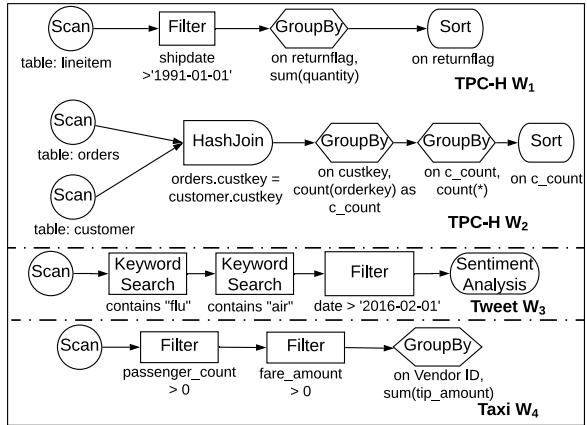 Scan
Filter
GroupBy
Sort
table: lineitem
shipdate
>'1991-01-01'
on returnflag,
sum(quantity)
on returnflag
TPC-H W1
Scan
table: orders
HashJoin
GroupBy
GroupBy
Sort
orders.custkey =
customer.custkey
on custkey,
count(orderkey) as
c_count
on c_count,
count(*)
on c_count
Scan
table: customer
TPC-H W2
Scan
Keyword
Search
Keyword
Search
Filter
Sentiment
Analysis
contains "flu"
contains "air"
date > '2016-02-01'
Tweet W3
Scan
Filter
Filter
GroupBy
passenger_count
> 0
fare_amount
> 0
on Vendor ID,
sum(tip_amount)
Taxi W4